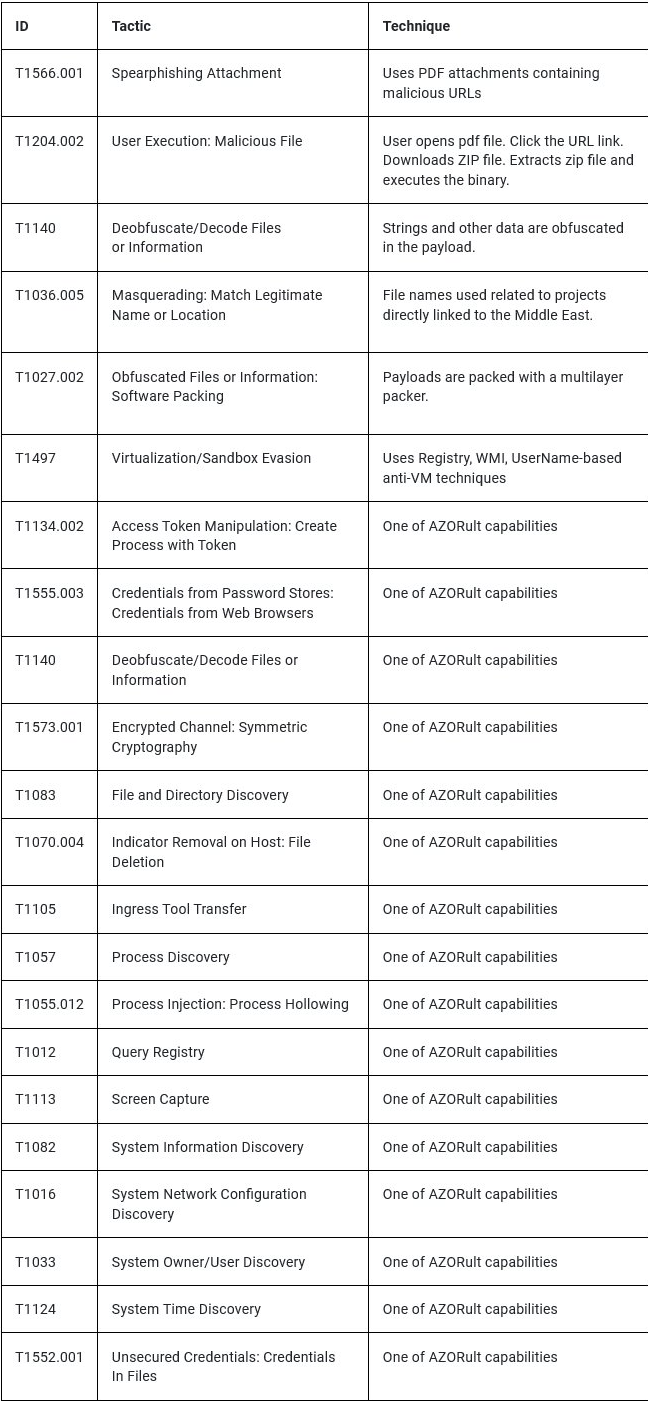 ID Tactic Technique
T1566.001 Spearphishing Attachment Uses PDF attachments containing
malicious URLs
T1204.002 User Execution: Malicious File User opens pdf file. Click the URL link.
Downloads ZIP file. Extracts zip file and
executes the binary.
T1140 Deobfuscate/Decode Files Strings and other data are obfuscated
or Information in the payload.
T1036.005 Masquerading: Match Legitimate File names used related to projects
Name or Location directly linked to the Middle East.
T1027.002 Obfuscated Files or Information: Payloads are packed with a multilayer
Software Packing packer.
T1497 Virtualization/Sandbox Evasion Uses Registry, WMI, UserName-based
anti-VM techniques
T1134.002 Access Token Manipulation: Create One of AZORult capabilities
Process with Token
T1555.003 Credentials from Password Stores: One of AZORult capabilities
Credentials from Web Browsers
T1140 Deobfuscate/Decode Files or One of AZORult capabilities
Information
T1573.001 Encrypted Channel: Symmetric One of AZORult capabilities
Cryptography
T1083 File and Directory Discovery One of AZORult capabilities
T1070.004 Indicator Removal on Host: File One of AZORult capabilities
Deletion
T1105 Ingress Tool Transfer One of AZORult capabilities
T1057 Process Discovery One of AZORult capabilities
T1055.012 Process Injection: Process Hollowing One of AZORult capabilities
T1012 Query Registry One of AZORult capabilities
T1113 Screen Capture One of AZORult capabilities
T1082 System Information Discovery One of AZORult capabilities
T1016 System Network Configuration One of AZORult capabilities
Discovery
T1033 System Owner/User Discovery One of AZORult capabilities
T1124 System Time Discovery One of AZORult capabilities
T1552.001 Unsecured Credentials: Credentials One of AZORult capabilities
In Files